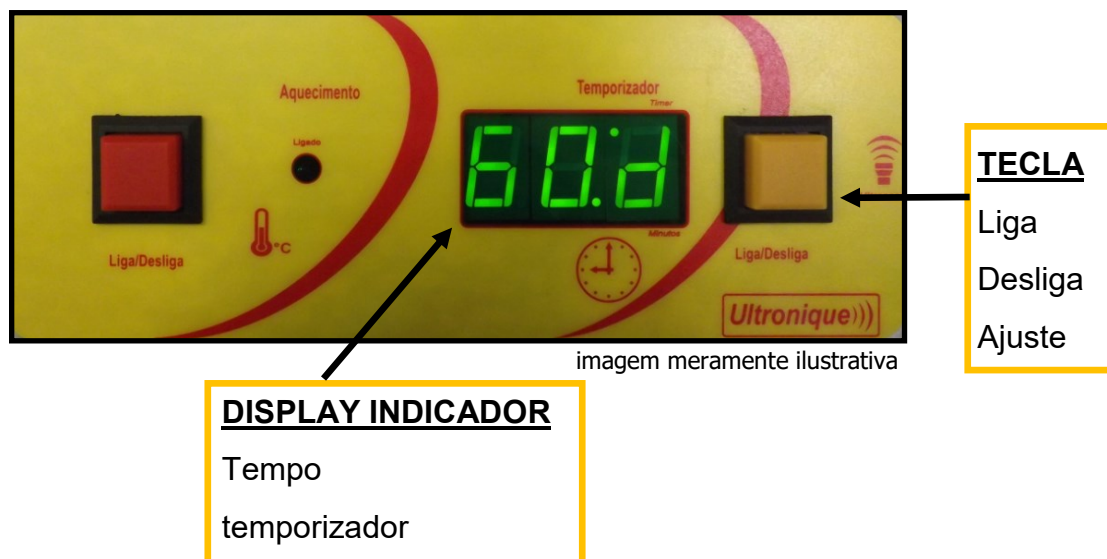 Aquecimento
Temporizador
Timer
Ligado
60.d
°C
Minutos
Liga/Desliga
Liga/Desliga
Ultronique
imagem meramente ilustrativa
TECLA
Liga
Desliga
Ajuste
DISPLAY INDICADOR
Tempo
temporizador